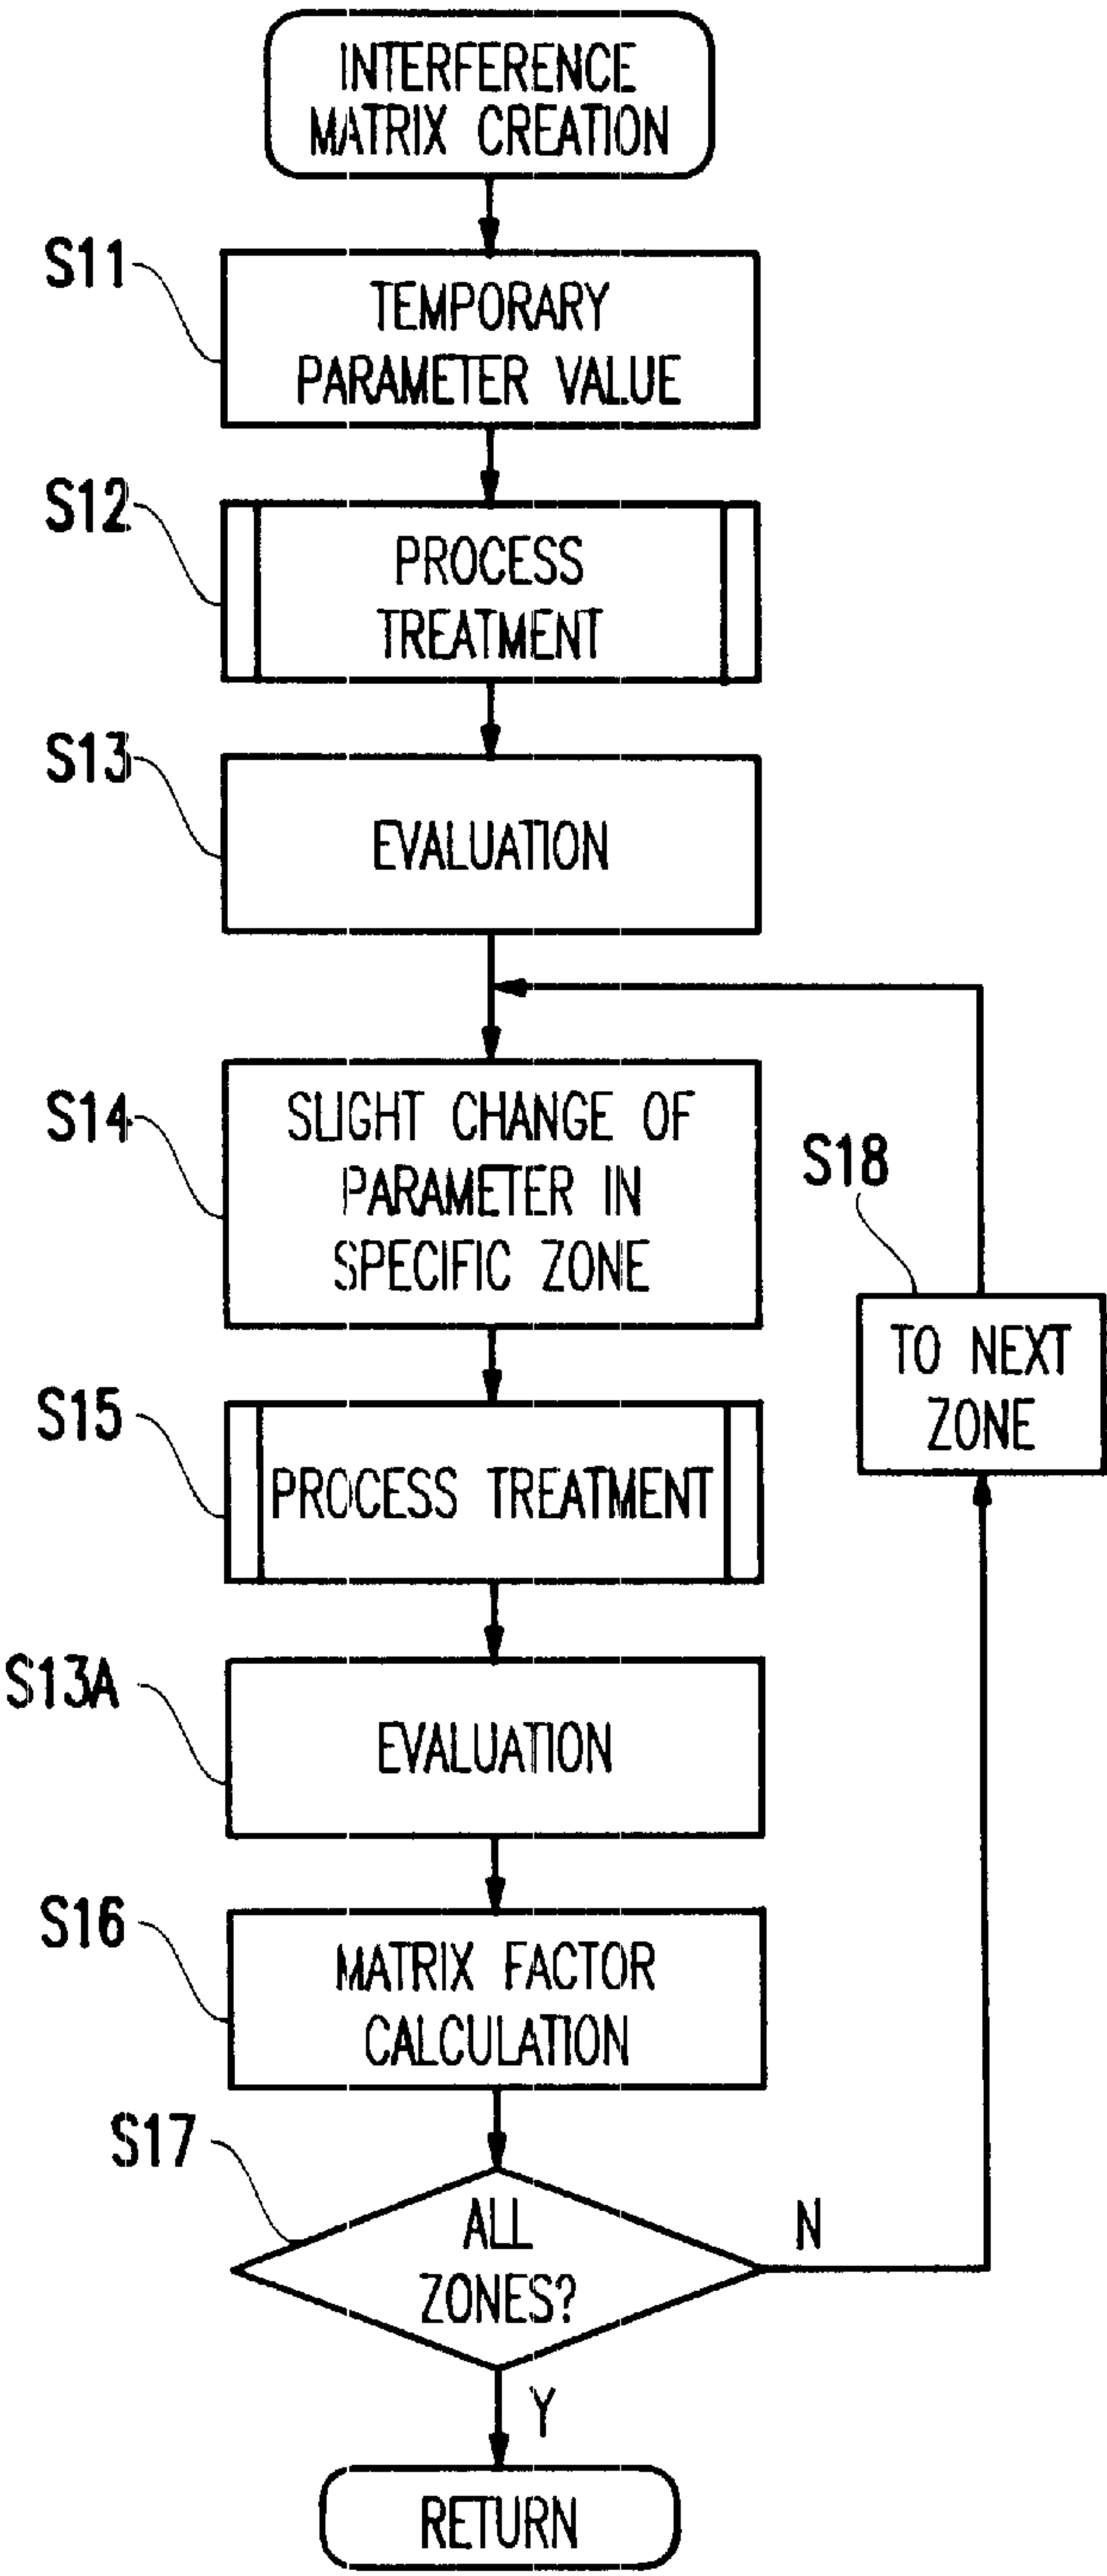 INTERFERENCE
MATRIX CREATION
S11
TEMPORARY
PARAMETER VALUE
S12
PROCESS
TREATMENT
S13
EVALUATION
S14
SLIGHT CHANGE OF
PARAMETER IN
SPECIFIC ZONE
S18
TO NEXT
ZONE
S15
PROCESS TREATMENT
S13A
EVALUATION
S16
MATRIX FACTOR
CALCULATION
S17
ALL
ZONES?
N
Y
RETURN